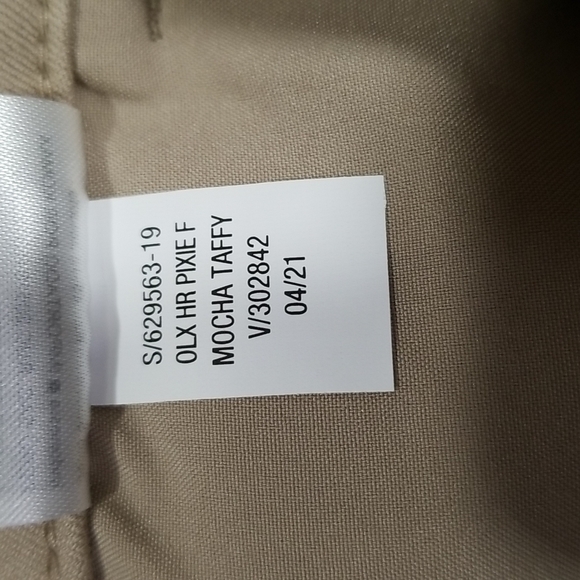 S/629563-19
OLX HR PIXIE F
MOCHA TAFFY
V/302842
04/21